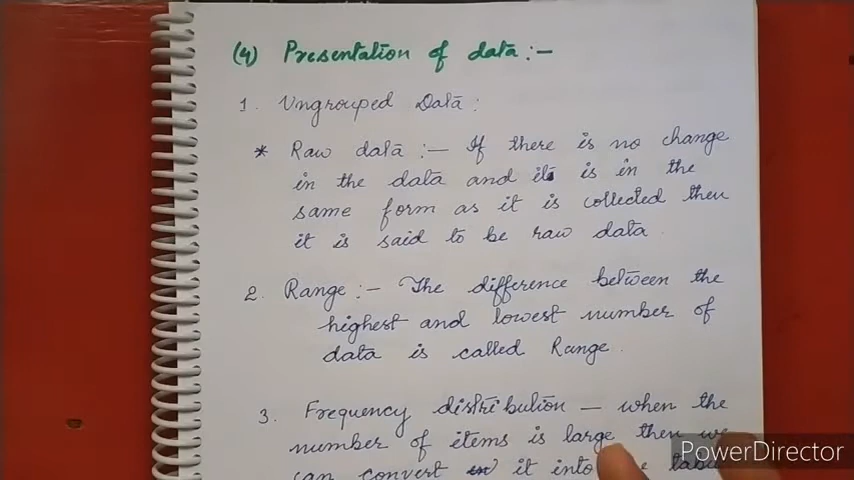 (4) Presentation of data :-
1. Ungrouped Data:
* Raw data :- If there is no change
in the data and it is in the
same form as it is collected then
it is said to be raw data.
2. Range :- The difference between the
highest and lowest number of
data is called Range.
3. Frequency distribution - when the
number of items is large then we
can convert it into
PowerDirector